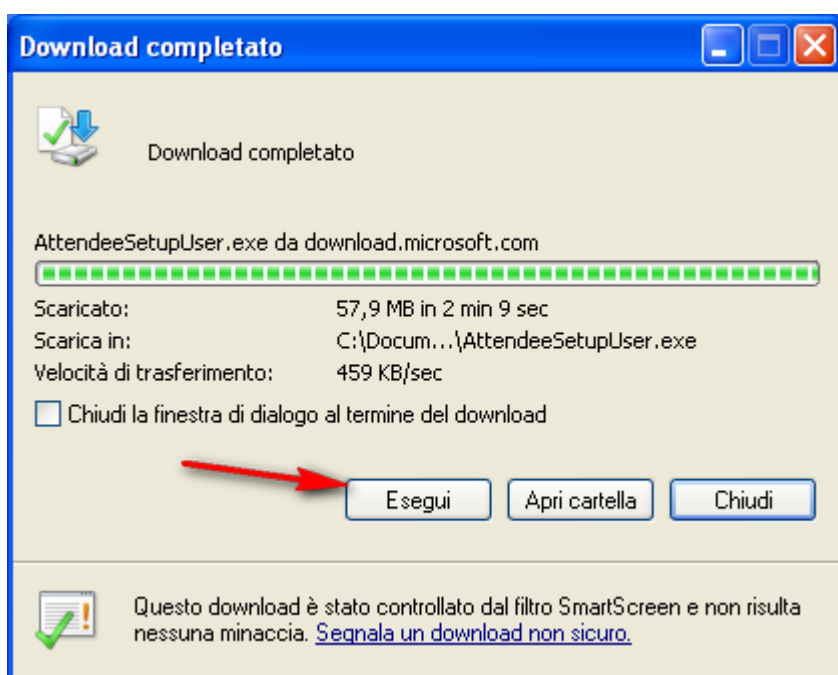 Download completato
Download completato
AttendeeSetupUser.exe da download.microsoft.com
Scaricato: 57,9 MB in 2 min 9 sec
Scarica in: C:\Docum...\AttendeeSetupUser.exe
Velocità di trasferimento: 459 KB/sec
Chiudi la finestra di dialogo al termine del download
Esegui Apri cartella Chiudi
Questo download è stato controllato dal filtro SmartScreen e non risulta
nessuna minaccia. Segnala un download non sicuro.